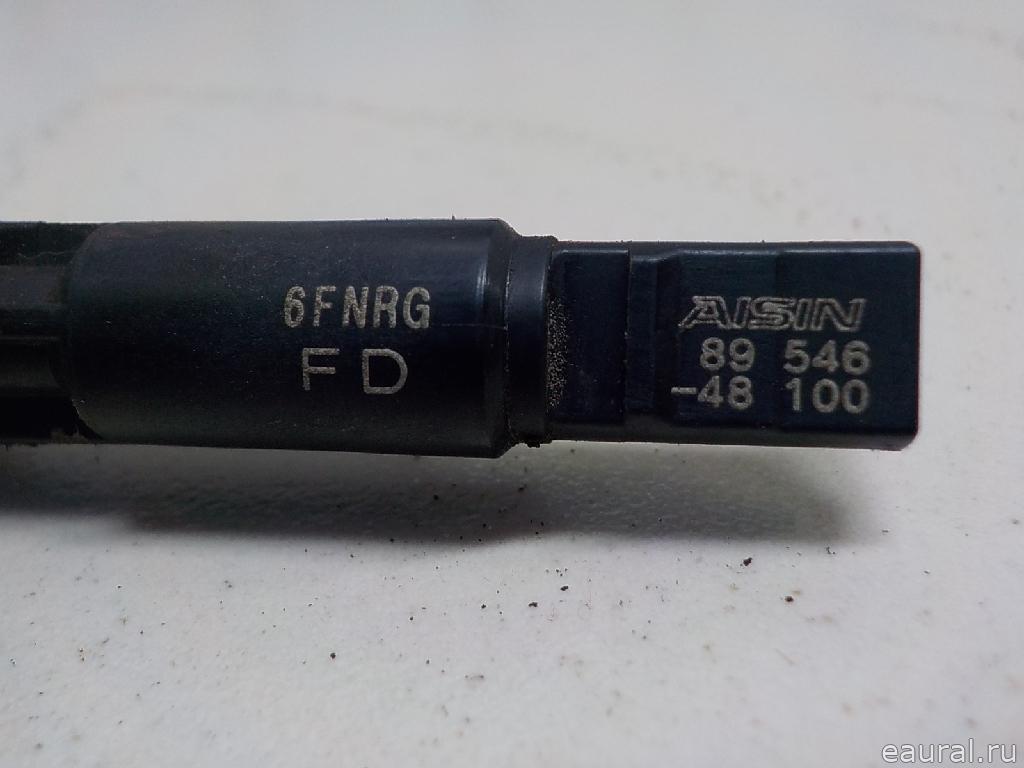 6FNRG
FD
AISIN
89 546
-48 100
eaural.ru